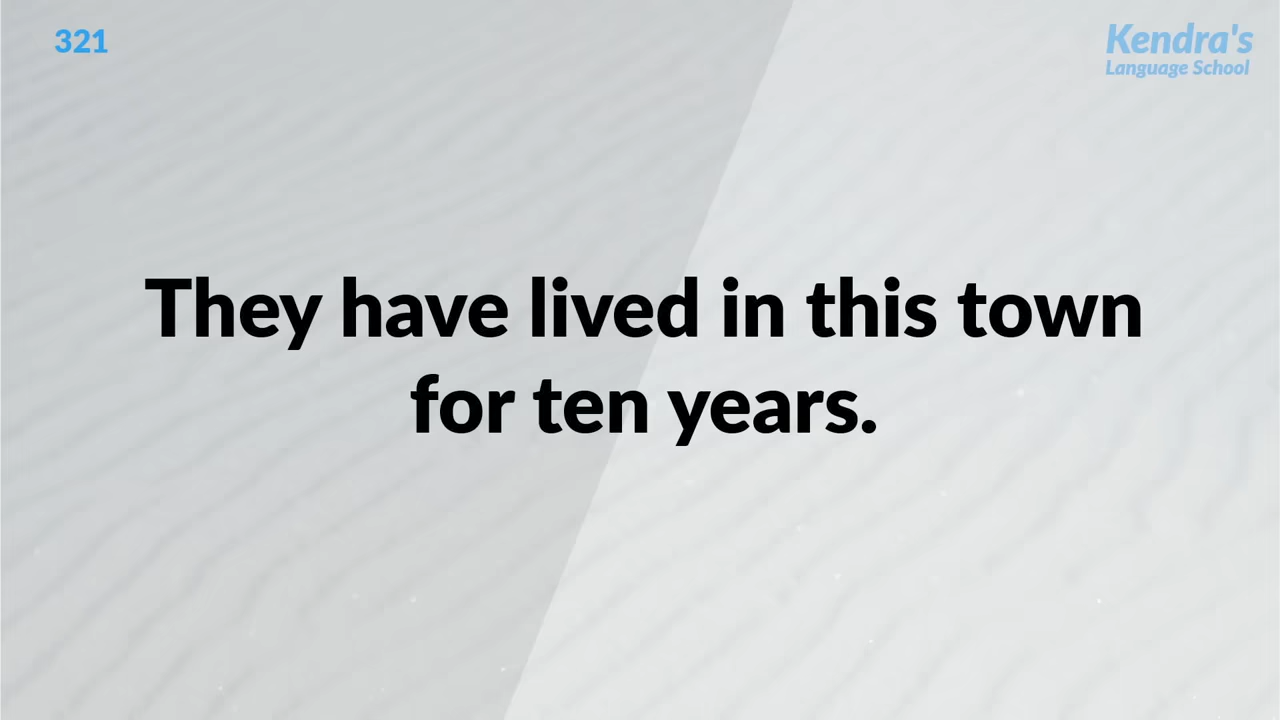 321
Kendra's
Language School
They have lived in this town
for ten years.